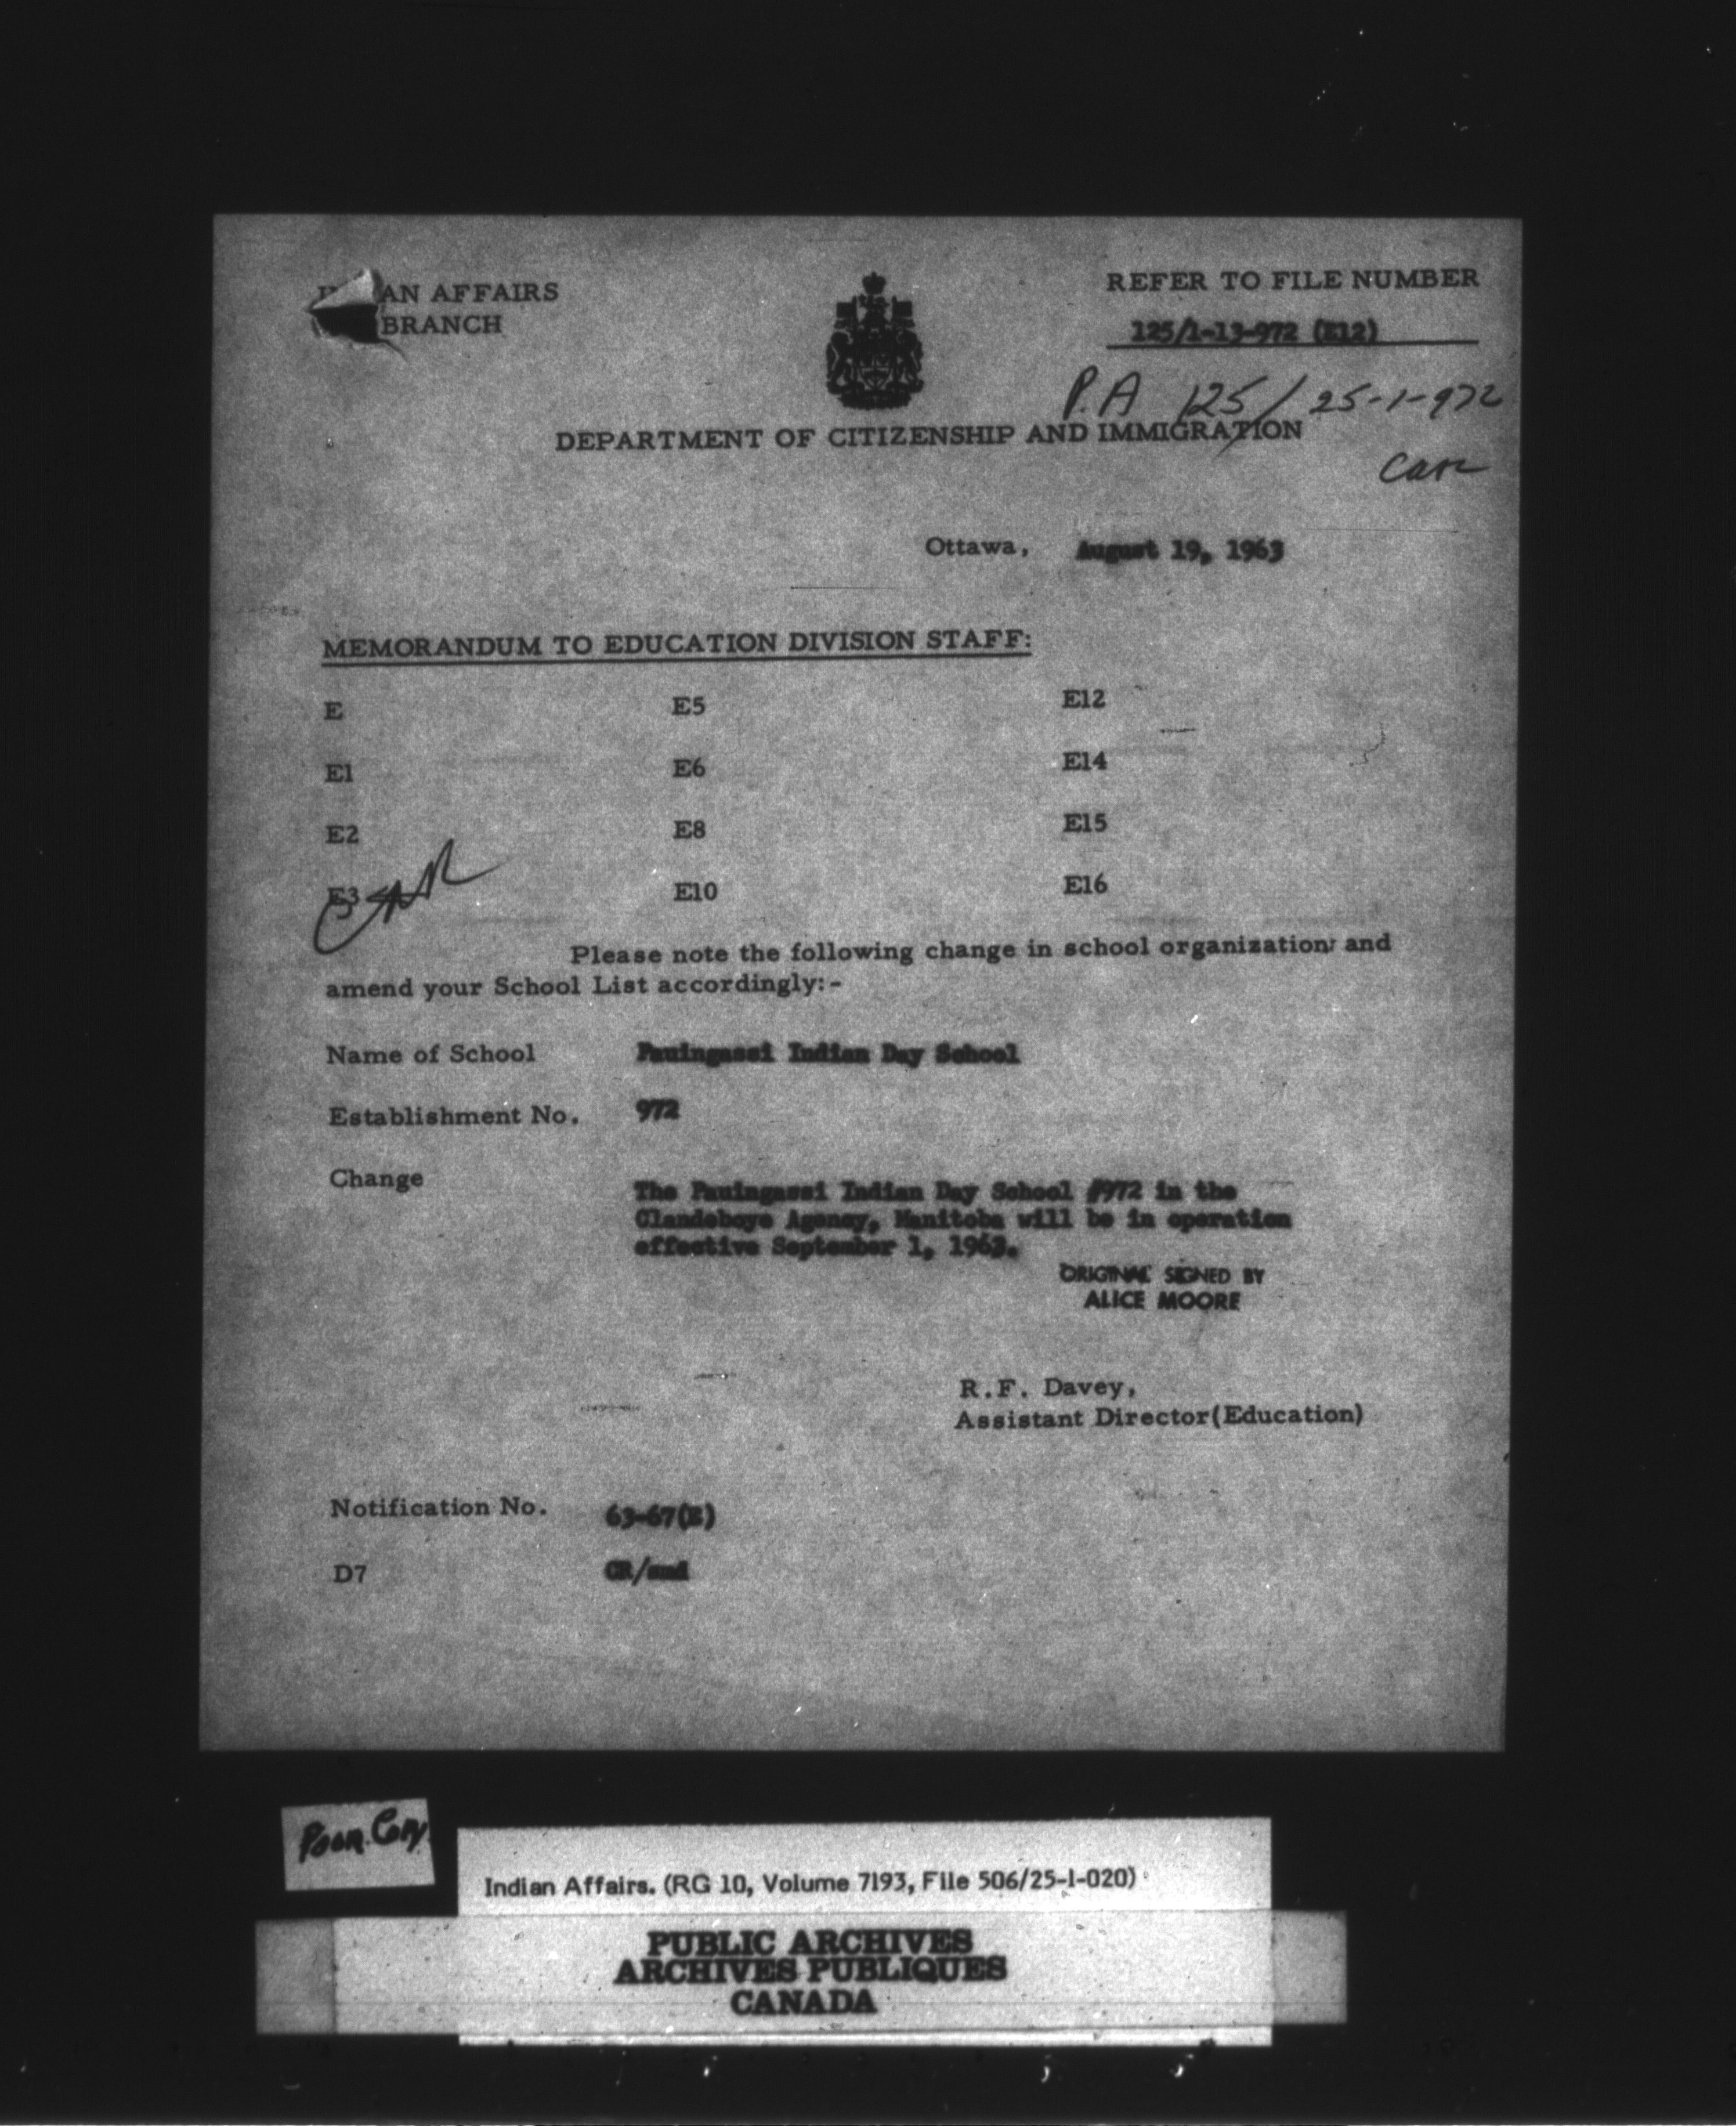 AN AFFAIRS
BRANCH
REFER TO FILE NUMBER
125/1-13-972 (E12)
P.A 125/25-1-972
DEPARTMENT OF CITIZENSHIP AND IMMIGRATION
Ottawa, August 19, 1963
MEMORANDUM TO EDUCATION DIVISION STAFF:
E E5 E12
E1 E6 E14
E2 E8 E15
E3 E10 E16
Please note the following change in school organization and
amend your School List accordingly:-
Name of School Pauingassi Indian Day School
Establishment No. 972
Change
The Pauingassi Indian Day School #972 in the
Clandeboye Agency, Manitoba will be in operation
effective September 1, 1963.
ORIGINAL SIGNED BY
ALICE MOORE
R.F. Davey,
Assistant Director(Education)
Notification No. 63-67(E)
D7 GR/
Poor Copy
Indian Affairs. (RG 10, Volume 7193, File 506/25-1-020)
PUBLIC ARCHIVES
ARCHIVES PUBLIQUES
CANADA